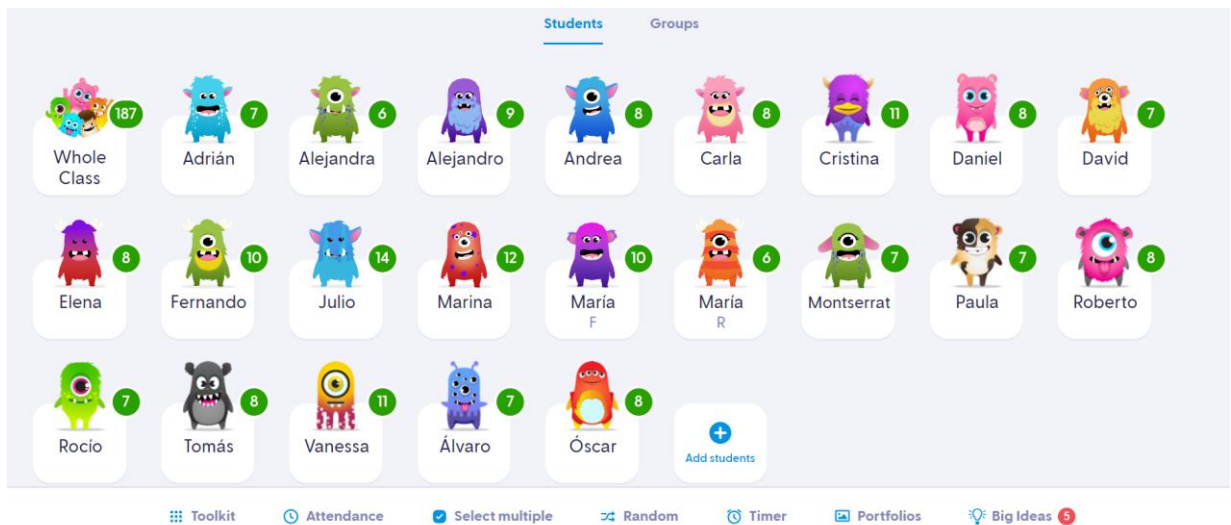 Students Groups
187 7 6 9 8 8 11 8 7
Whole Adrián Alejandra Alejandro Andrea Carla Cristina Daniel David
Class
8 10 14 12 10 6 7 7 8
Elena Fernando Julio Marina María María Montserrat Paula Roberto
F R
7 8 11 7 8
Rocío Tomás Vanessa Álvaro Óscar
Add students
Toolkit Attendance Select multiple Random Timer Portfolios Big Ideas 5